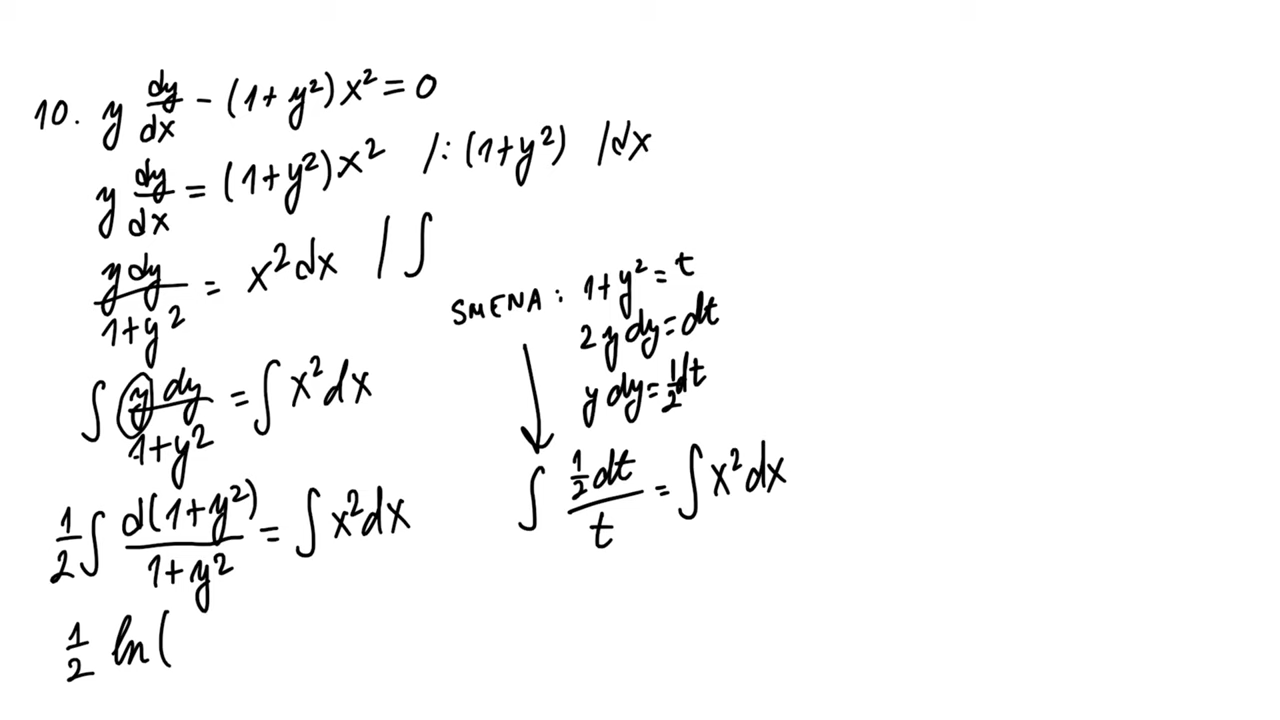 10. y dy/dx - (1+y²)x² = 0
y dy/dx = (1+y²)x² /:(1+y²) /dx
y dy/1+y² = x²dx /∫
∫ y dy/1+y² = ∫x²dx
1/2 ∫ d(1+y²)/1+y² = ∫x²dx
1/2 ln(
SMENA: 1+y² = t
2y dy = dt
y dy = 1/2 dt
∫ 1/2 dt/t = ∫x²dx